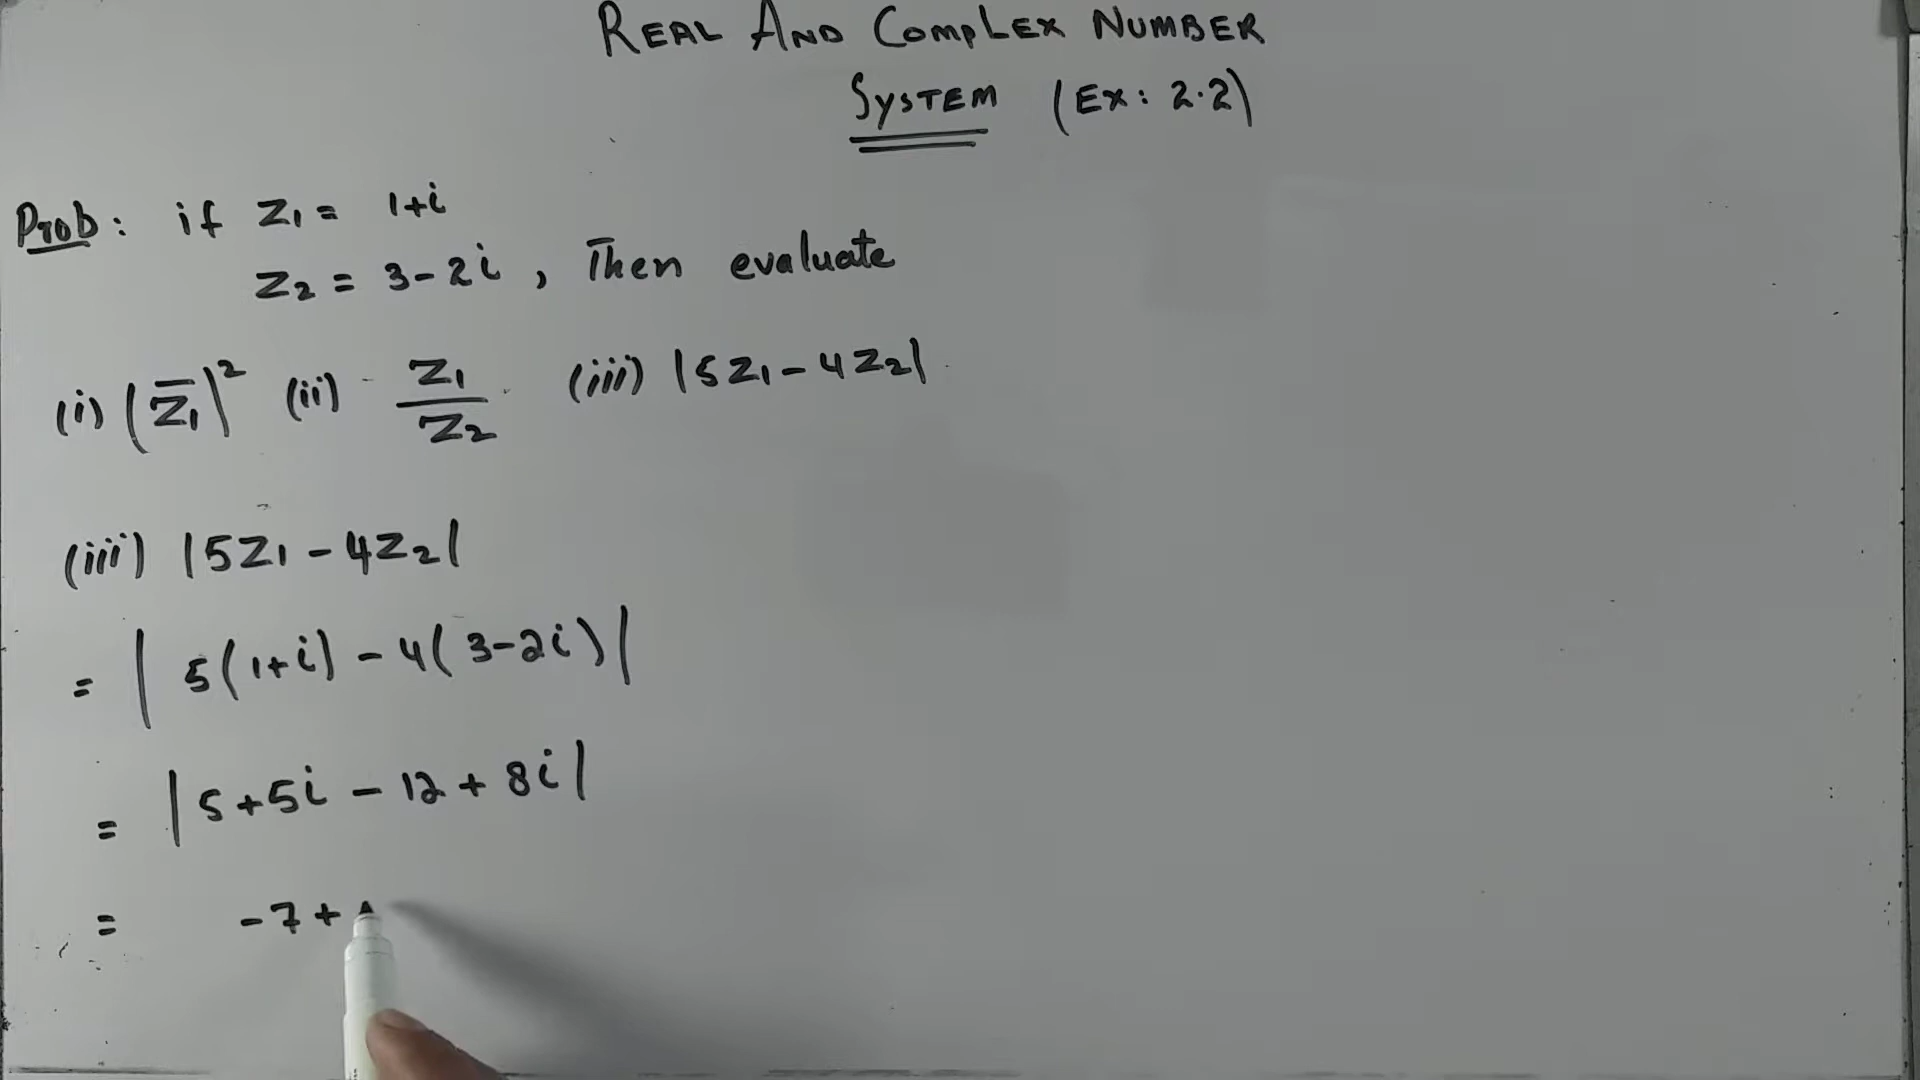 REAL AND COMPLEX NUMBER
SYSTEM (EX: 2.2)
Prob: if Z₁ = 1+i
Z₂ = 3-2i, Then evaluate
(i) (Z̅₁)² (ii) Z₁/Z₂ (iii) |5Z₁-4Z₂|
(iii) |5Z₁-4Z₂|
= |5(1+i)-4(3-2i)|
= |5+5i-12+8i|
= -7+